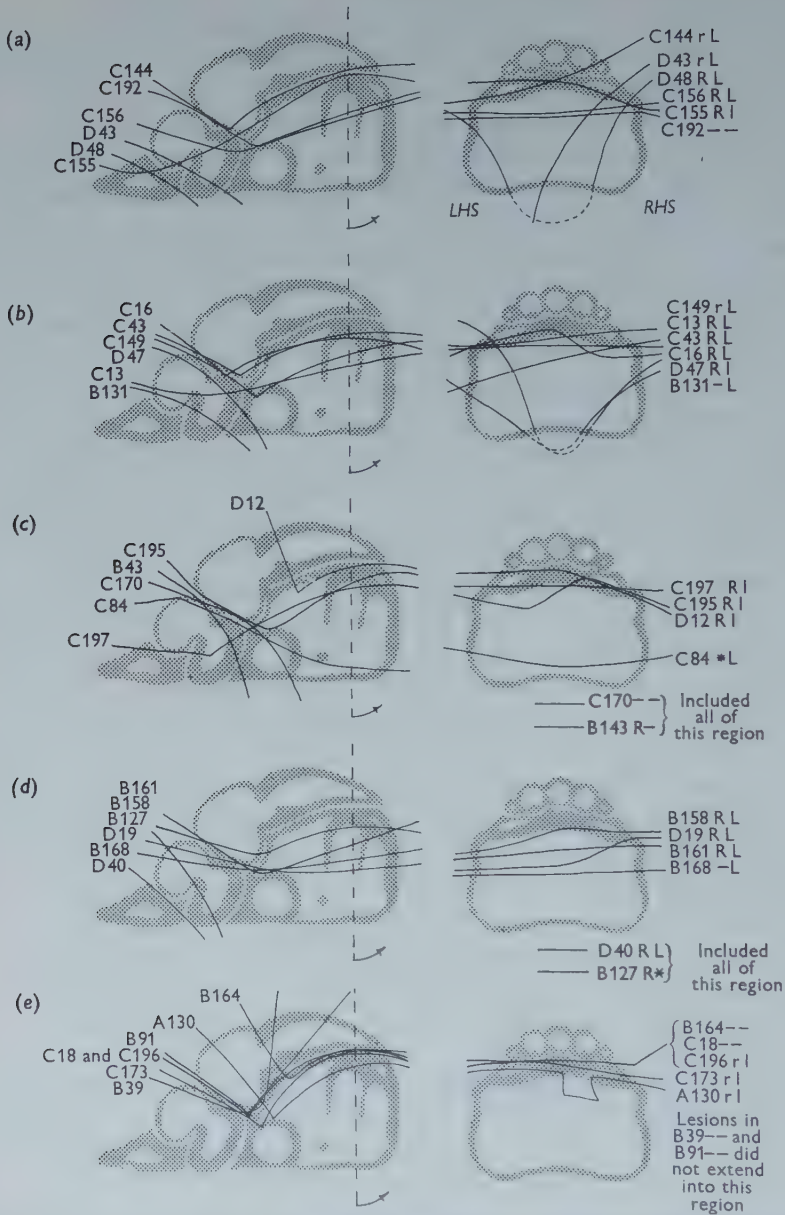 (a)
C144
C192
C156
D43
D48
C155
C144 r L
D43 r L
D48 R L
C156 R L
C155 R l
C192 – –
LHS
RHS
(b)
C16
C43
C149
D47
C13
B131
C149 r L
C13 R L
C43 R L
C16 R L
D47 R l
B131 – L
(c)
D12
C195
B43
C170
C84
C197
C197 R l
C195 R l
D12 R l
C84 * L
C170 – –
B143 R –
Included
all of
this region
(d)
B161
B158
B127
D19
B168
D40
B158 R L
D19 R L
B161 R L
B168 – L
D40 R L
B127 R *
Included
all of
this region
(e)
B164
A130
B91
C18 and C196
C173
B39
B164 – –
C18 – –
C196 r l
C173 r l
A130 r l
Lesions in
B39 – – and
B91 – – did
not extend
into this
region